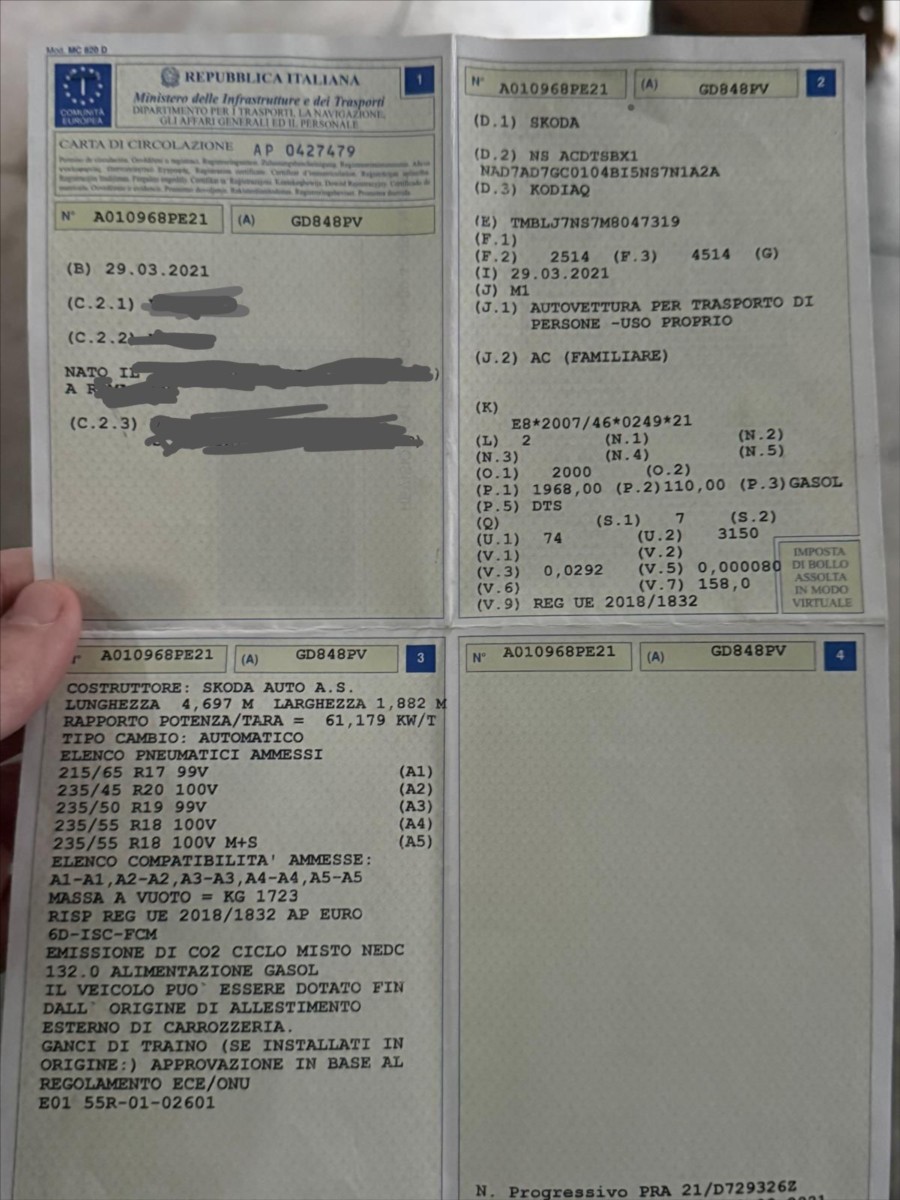 Mod. MC 820 D
COMUNITÀ
EUROPEA
REPUBBLICA ITALIANA
1
Ministero delle Infrastrutture e dei Trasporti
DIPARTIMENTO PER I TRASPORTI, LA NAVIGAZIONE,
GLI AFFARI GENERALI ED IL PERSONALE
CARTA DI CIRCOLAZIONE AP 0427479
N° A010968PE21 (A) GD848PV
(B) 29.03.2021
(C.2.1)
(C.2.2)
NATO IL )
A
(C.2.3)
N° A010968PE21 (A) GD848PV 2
(D.1) SKODA
(D.2) NS ACDTSBX1
NAD7AD7GC0104BI5NS7N1A2A
(D.3) KODIAQ
(E) TMBLJ7NS7M8047319
(F.1)
(F.2) 2514 (F.3) 4514 (G)
(I) 29.03.2021
(J) M1
(J.1) AUTOVETTURA PER TRASPORTO DI
PERSONE -USO PROPRIO
(J.2) AC (FAMILIARE)
(K)
E8*2007/46*0249*21
(L) 2 (N.1) (N.2)
(N.3) (N.4) (N.5)
(O.1) 2000 (O.2)
(P.1) 1968,00 (P.2) 110,00 (P.3) GASOL
(P.5) DTS
(Q) (S.1) 7 (S.2)
(U.1) 74 (U.2) 3150
(V.1) (V.2)
(V.3) 0,0292 (V.5) 0,000080
(V.6) (V.7) 158,0
(V.9) REG UE 2018/1832
IMPOSTA
DI BOLLO
ASSOLTA
IN MODO
VIRTUALE
A010968PE21 (A) GD848PV 3
COSTRUTTORE: SKODA AUTO A.S.
LUNGHEZZA 4,697 M LARGHEZZA 1,882 M
RAPPORTO POTENZA/TARA = 61,179 KW/T
TIPO CAMBIO: AUTOMATICO
ELENCO PNEUMATICI AMMESSI
215/65 R17 99V (A1)
235/45 R20 100V (A2)
235/50 R19 99V (A3)
235/55 R18 100V (A4)
235/55 R18 100V M+S (A5)
ELENCO COMPATIBILITA' AMMESSE:
A1-A1,A2-A2,A3-A3,A4-A4,A5-A5
MASSA A VUOTO = KG 1723
RISP REG UE 2018/1832 AP EURO
6D-ISC-FCM
EMISSIONE DI CO2 CICLO MISTO NEDC
132.0 ALIMENTAZIONE GASOL
IL VEICOLO PUO` ESSERE DOTATO FIN
DALL` ORIGINE DI ALLESTIMENTO
ESTERNO DI CARROZZERIA.
GANCI DI TRAINO (SE INSTALLATI IN
ORIGINE:) APPROVAZIONE IN BASE AL
REGOLAMENTO ECE/ONU
E01 55R-01-02601
N° A010968PE21 (A) GD848PV 4
N. Progressivo PRA 21/D729326Z